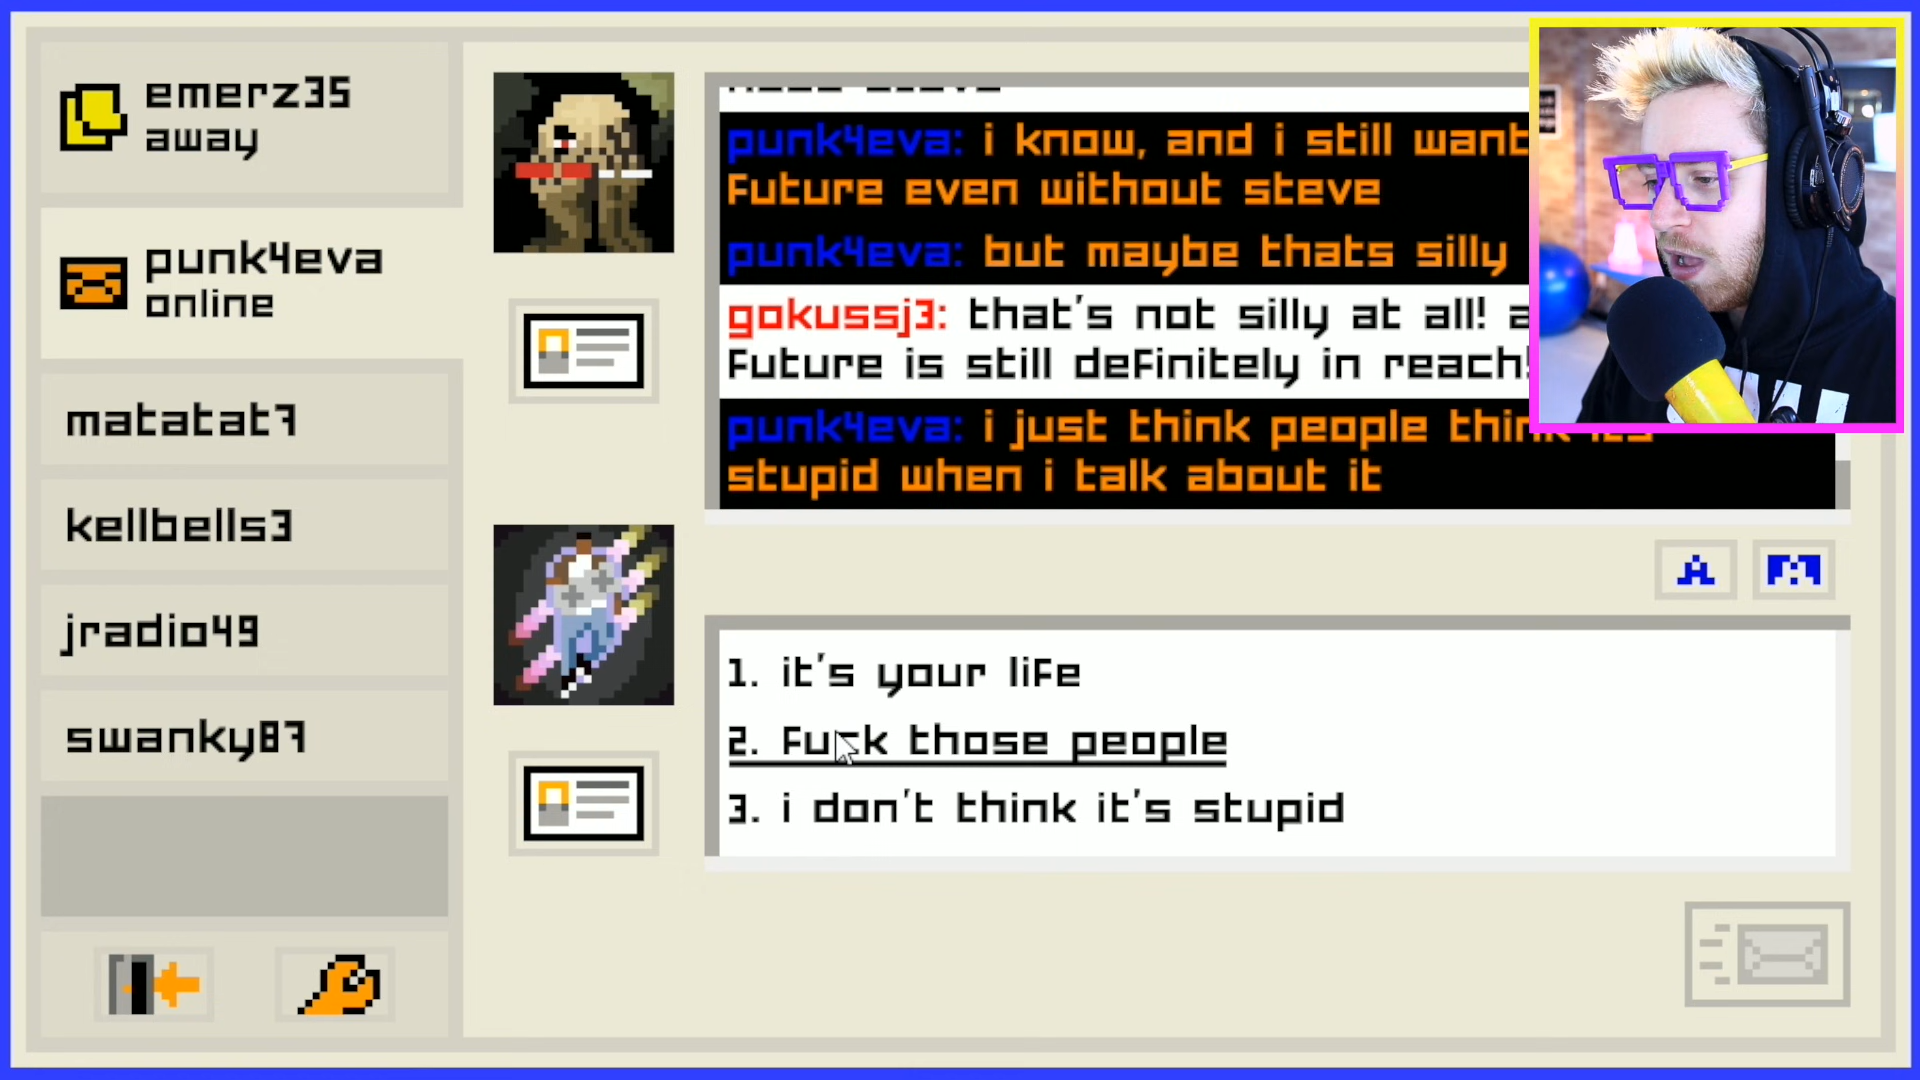 emerz35
away
punk4eva
online
matatat7
kellbells3
jradio49
swanky87
punk4eva: i know, and i still want
future even without steve
punk4eva: but maybe thats silly
gokussj3: that's not silly at all!
future is still definitely in reach
punk4eva: i just think people think it's
stupid when i talk about it
A
1. it's your life
2. Fuck those people
3. i don't think it's stupid